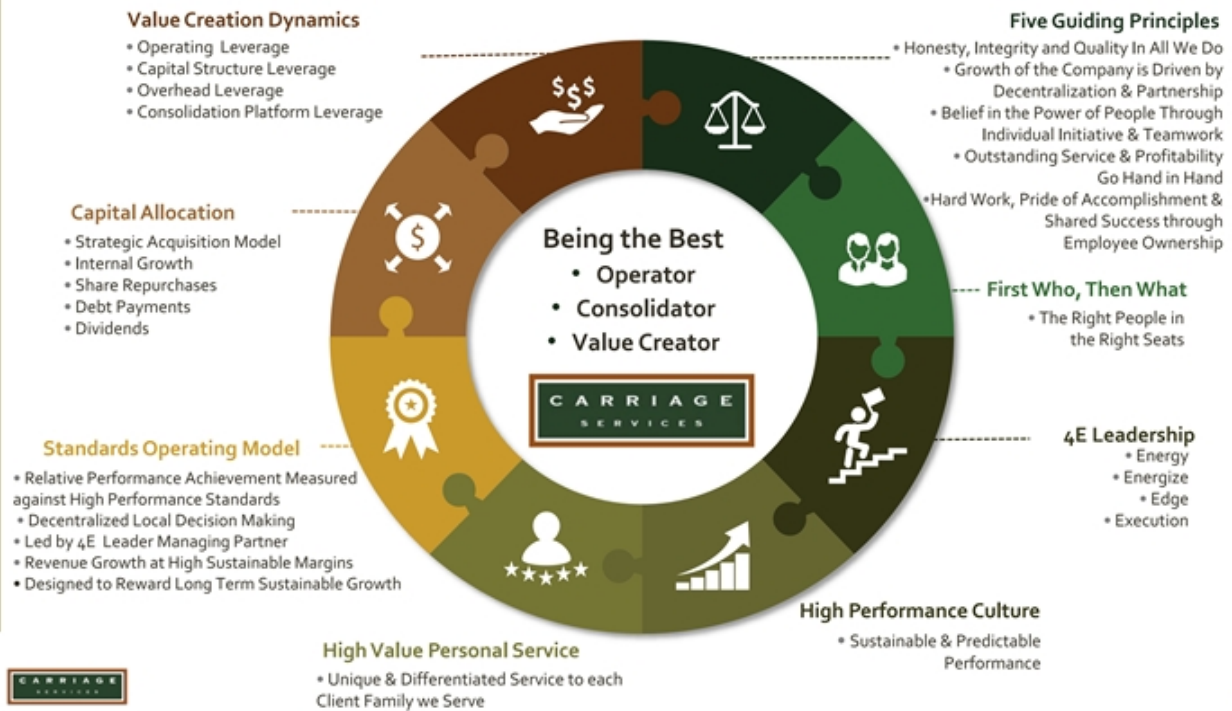 Value Creation Dynamics
• Operating Leverage
• Capital Structure Leverage
• Overhead Leverage
• Consolidation Platform Leverage
Five Guiding Principles
• Honesty, Integrity and Quality In All We Do
• Growth of the Company is Driven by
Decentralization & Partnership
• Belief in the Power of People Through
Individual Initiative & Teamwork
• Outstanding Service & Profitability
Go Hand in Hand
•Hard Work, Pride of Accomplishment &
Shared Success through
Employee Ownership
First Who, Then What
• The Right People in
the Right Seats
4E Leadership
• Energy
• Energize
• Edge
• Execution
High Performance Culture
• Sustainable & Predictable
Performance
High Value Personal Service
• Unique & Differentiated Service to each
Client Family we Serve
Standards Operating Model
• Relative Performance Achievement Measured
against High Performance Standards
• Decentralized Local Decision Making
• Led by 4E Leader Managing Partner
• Revenue Growth at High Sustainable Margins
• Designed to Reward Long Term Sustainable Growth
Capital Allocation
• Strategic Acquisition Model
• Internal Growth
• Share Repurchases
• Debt Payments
• Dividends
$$$
$
Being the Best
• Operator
• Consolidator
• Value Creator
CARRIAGE
SERVICES
CARRIAGE
SERVICES